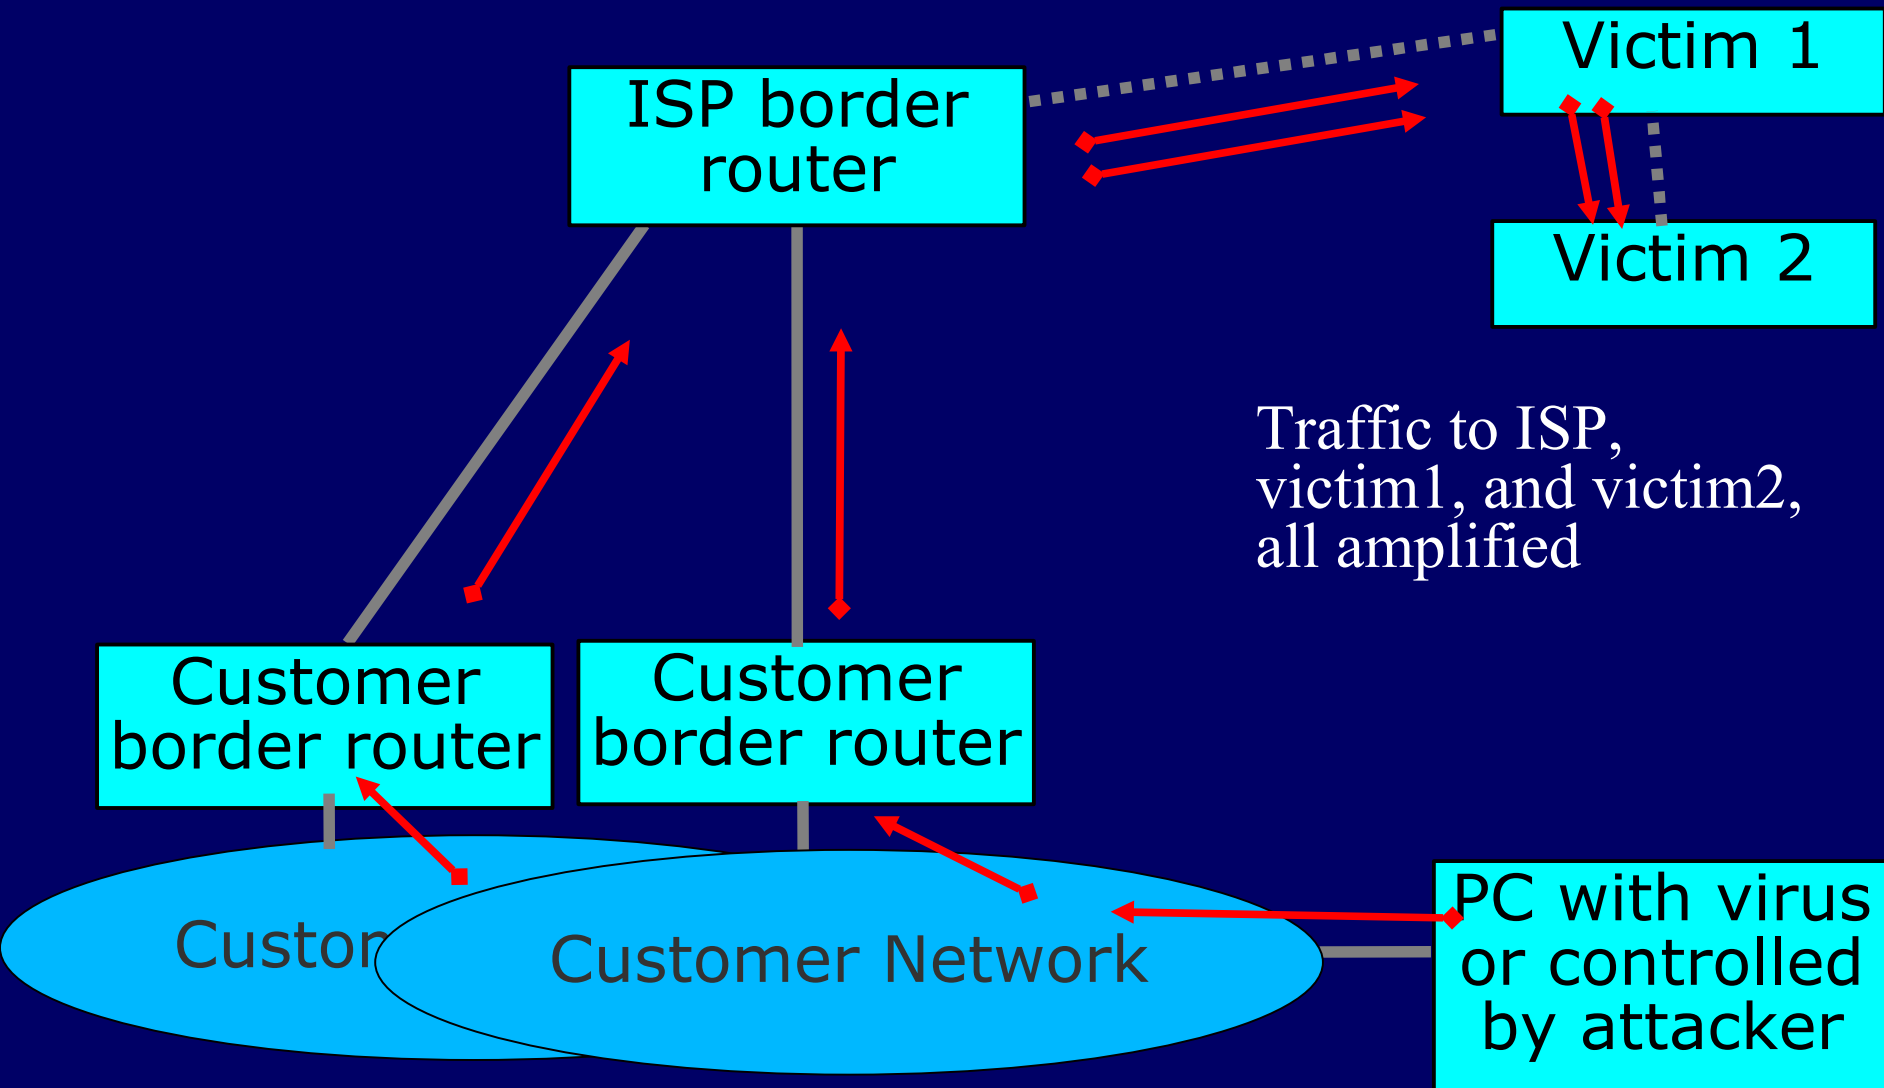 Victim 1
ISP border
router
Victim 2
Traffic to ISP,
victim1, and victim2,
all amplified
Customer
border router
Customer
border router
PC with virus
or controlled
by attacker
Customer Network